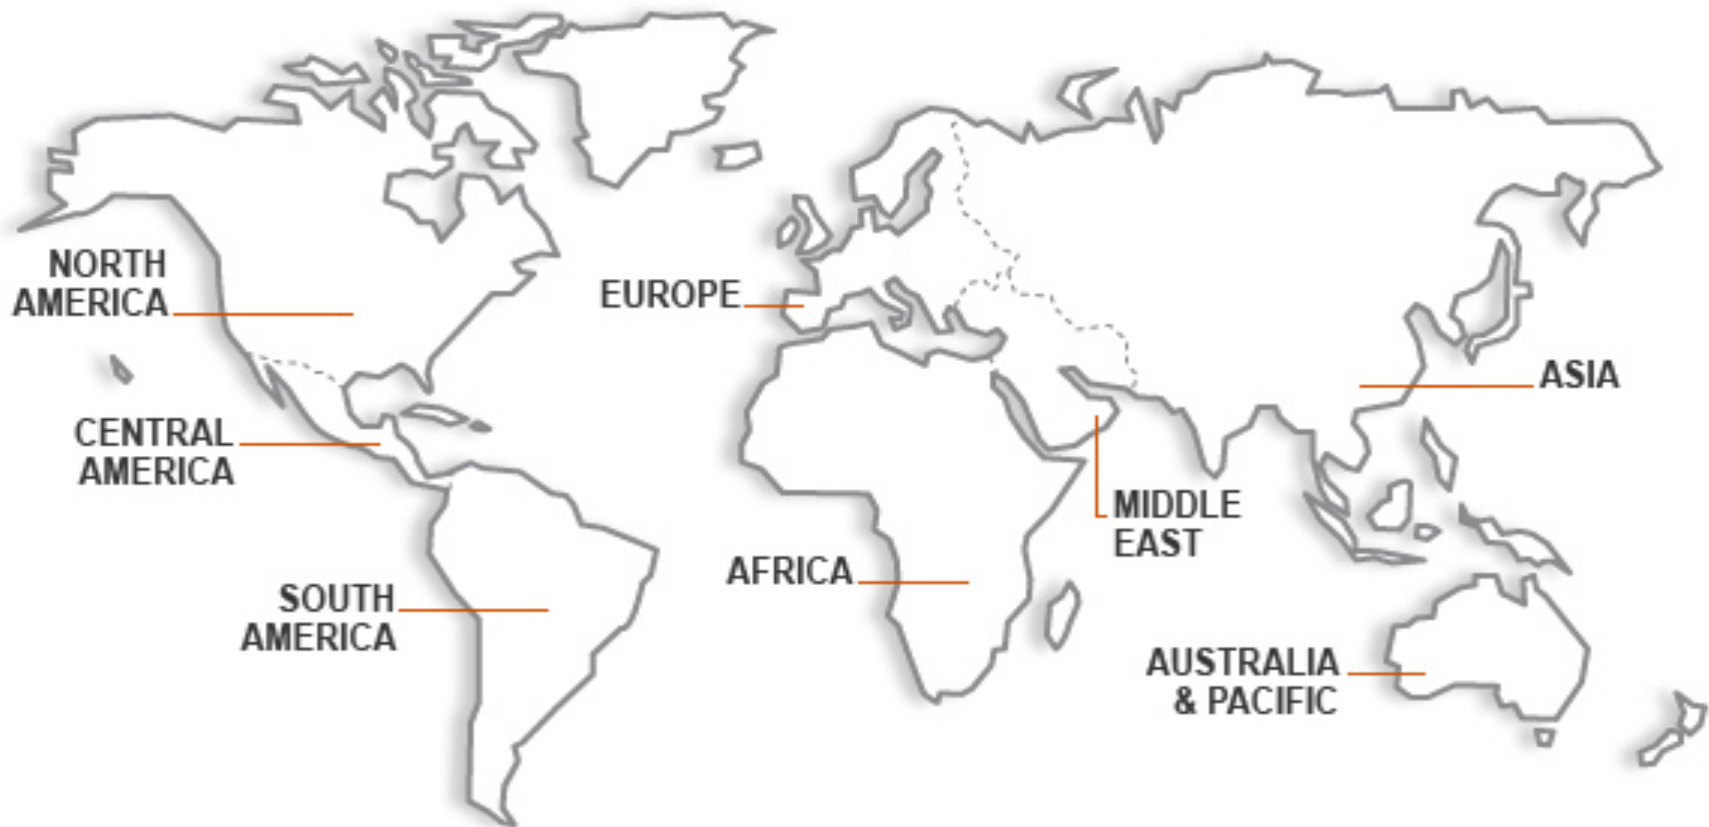 NORTH
AMERICA
EUROPE
ASIA
CENTRAL
AMERICA
MIDDLE
EAST
AFRICA
SOUTH
AMERICA
AUSTRALIA
& PACIFIC